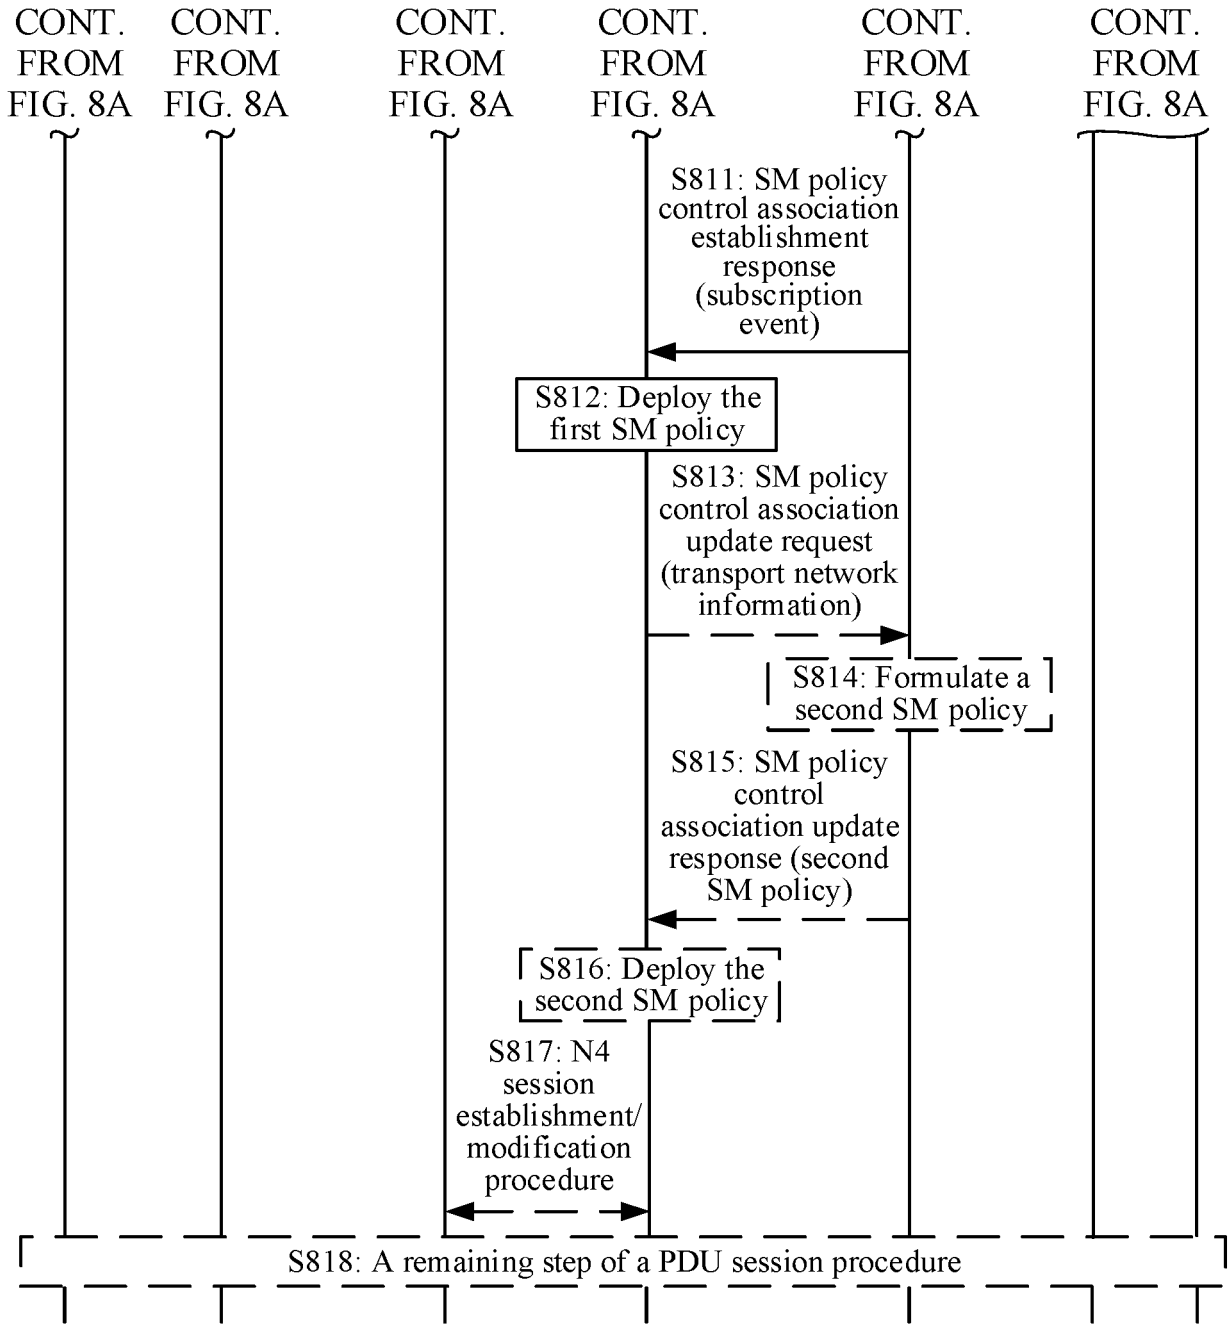 CONT. FROM FIG. 8A
CONT. FROM FIG. 8A
CONT. FROM FIG. 8A
CONT. FROM FIG. 8A
CONT. FROM FIG. 8A
CONT. FROM FIG. 8A
S811: SM policy
control association
establishment
response
(subscription
event)
S812: Deploy the
first SM policy
S813: SM policy
control association
update request
(transport network
information)
S814: Formulate a
second SM policy
S815: SM policy
control
association update
response (second
SM policy)
S816: Deploy the
second SM policy
S817: N4
session
establishment/
modification
procedure
S818: A remaining step of a PDU session procedure